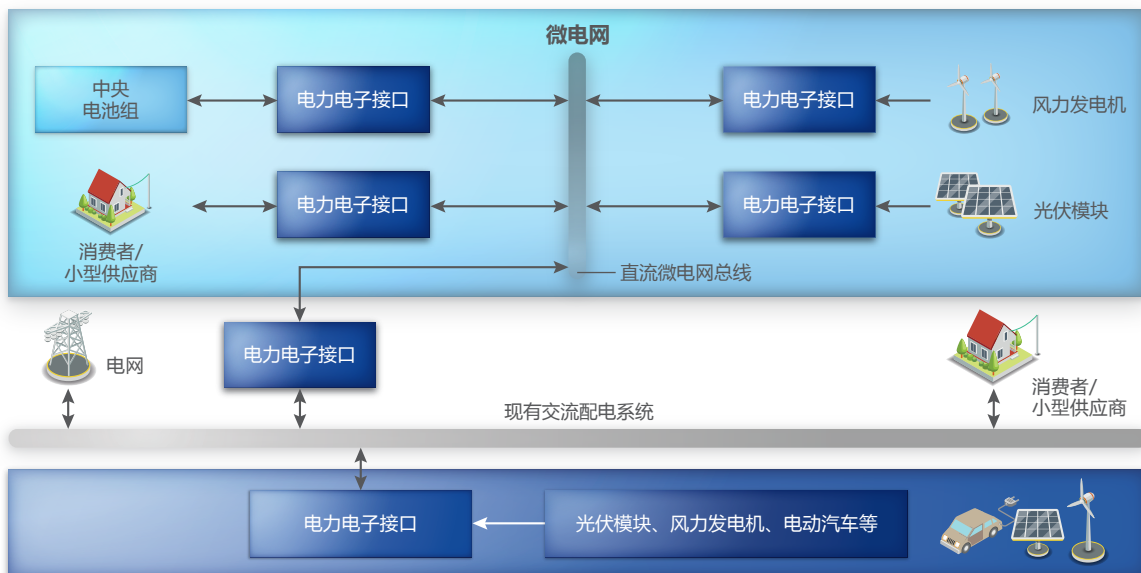 微电网
中央
电池组
电力电子接口
电力电子接口
风力发电机
电力电子接口
电力电子接口
光伏模块
消费者/
小型供应商
直流微电网总线
电网
电力电子接口
消费者/
小型供应商
现有交流配电系统
电力电子接口
光伏模块、风力发电机、电动汽车等